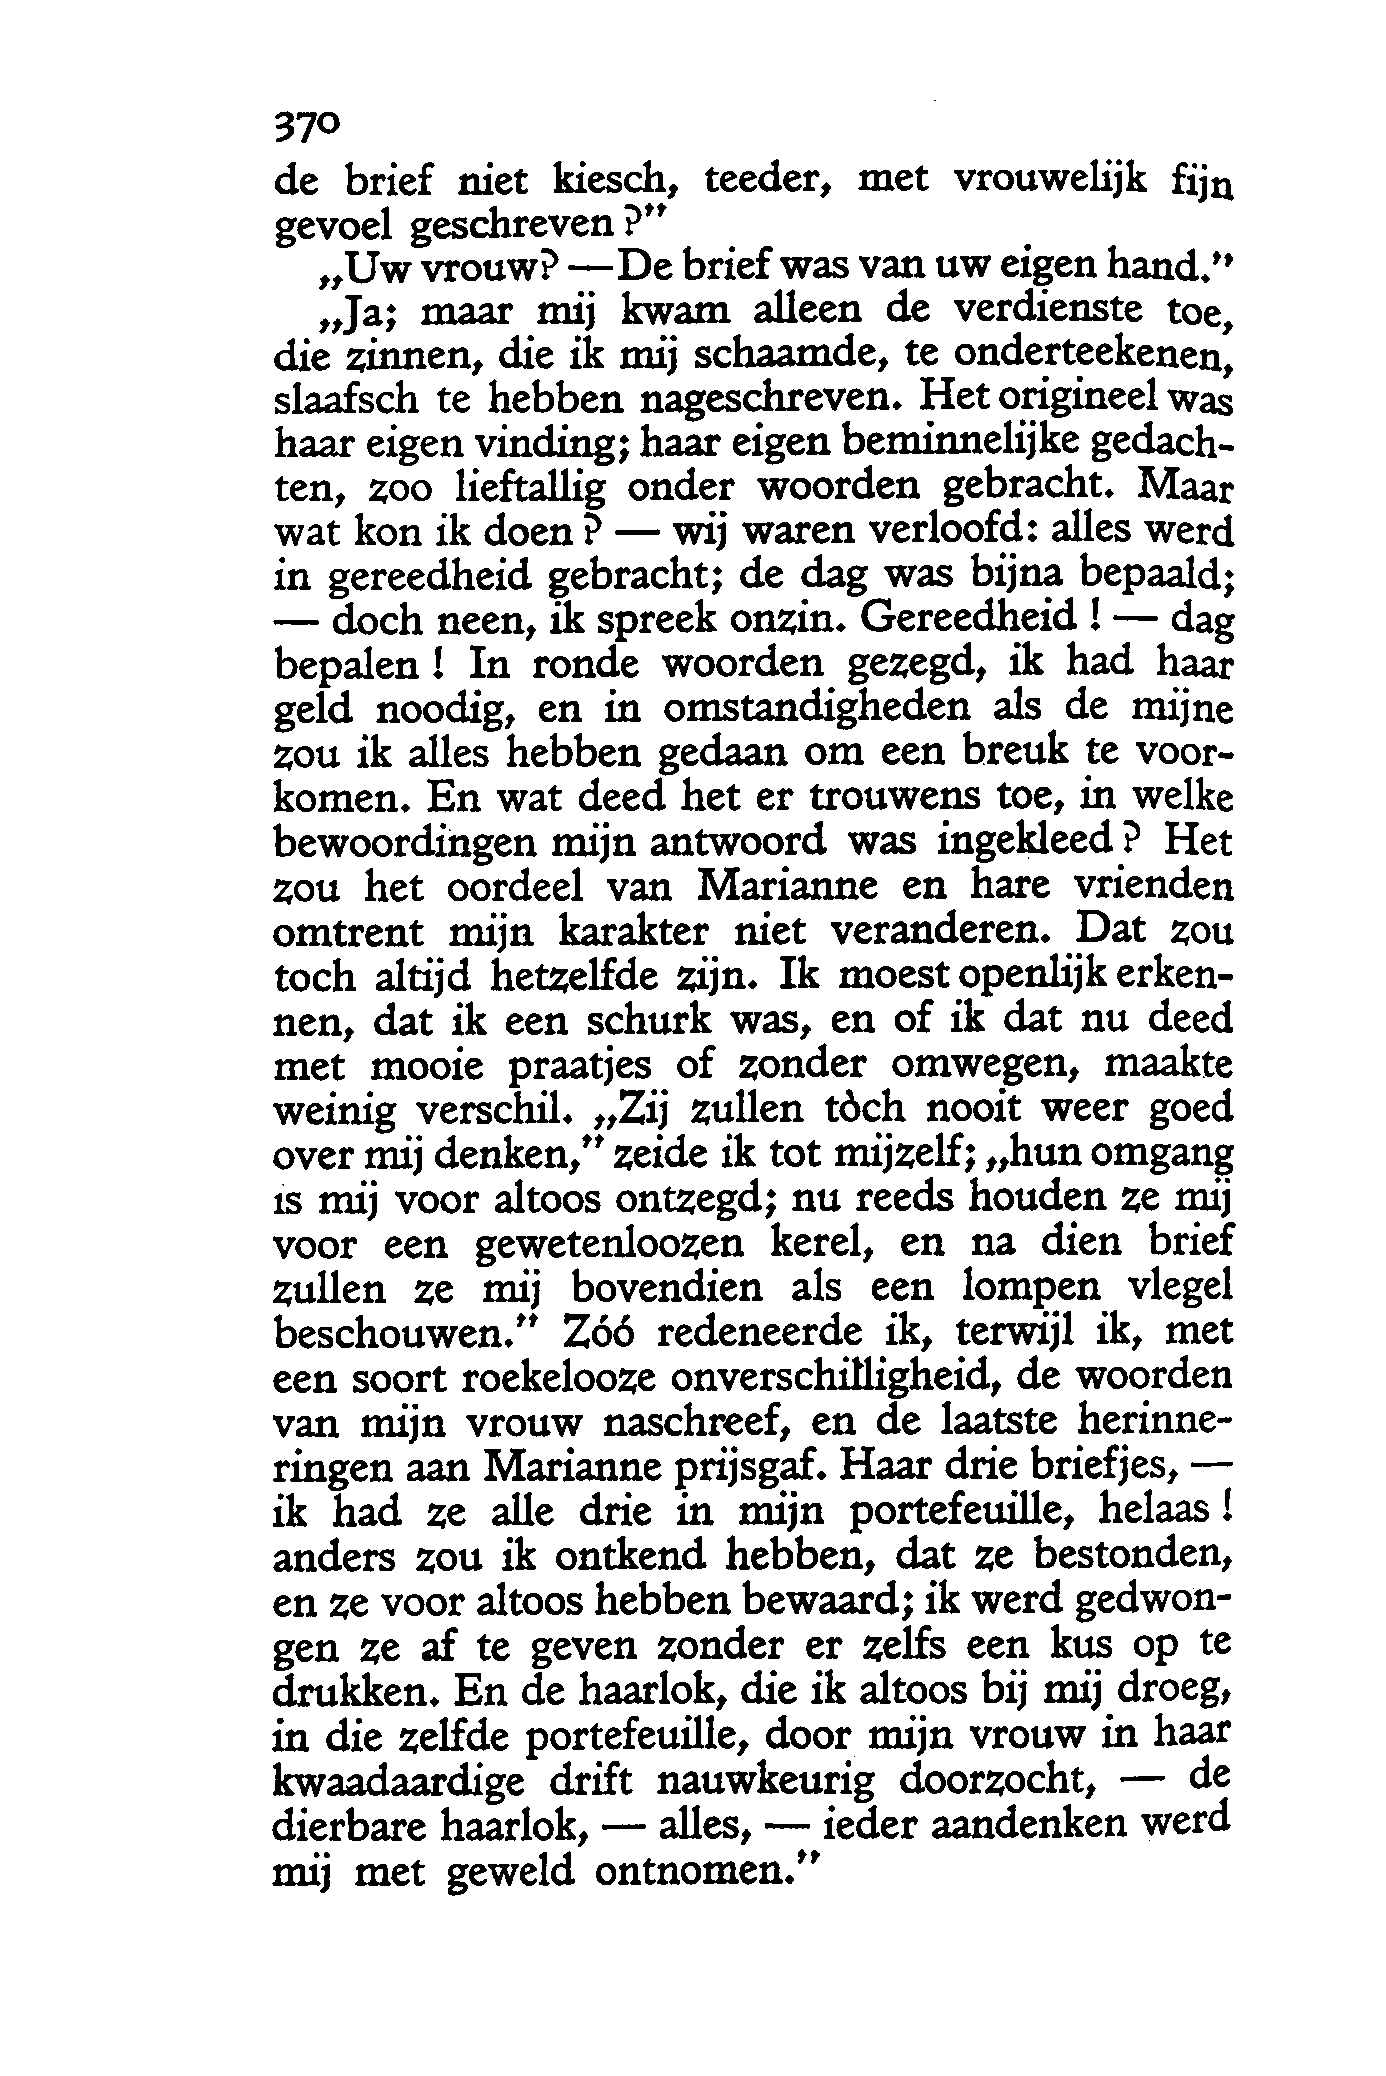 370
de brief niet kiesch, teeder, met vrouwelijk fijn
gevoel geschreven ?”
„Uw vrouw? —De brief was van uw eigen hand.”
„Ja; maar mij kwam alleen de verdienste toe,
die zinnen, die ik mij schaamde, te onderteekenen,
slaafsch te hebben nageschreven. Het origineel was
haar eigen vinding; haar eigen beminnelijke gedach-
ten, zoo lieftallig onder woorden gebracht. Maar
wat kon ik doen ? — wij waren verloofd: alles werd
in gereedheid gebracht; de dag was bijna bepaald;
— doch neen, ik spreek onzin. Gereedheid ! — dag
bepalen ! In ronde woorden gezegd, ik had haar
geld noodig, en in omstandigheden als de mijne
zou ik alles hebben gedaan om een breuk te voor-
komen. En wat deed het er trouwens toe, in welke
bewoordingen mijn antwoord was ingekleed ? Het
zou het oordeel van Marianne en hare vrienden
omtrent mijn karakter niet veranderen. Dat zou
toch altijd hetzelfde zijn. Ik moest openlijk erken-
nen, dat ik een schurk was, en of ik dat nu deed
met mooie praatjes of zonder omwegen, maakte
weinig verschil. „Zij zullen tòch nooit weer goed
over mij denken,” zeide ik tot mijzelf; „hun omgang
is mij voor altoos ontzegd; nu reeds houden ze mij
voor een gewetenloozen kerel, en na dien brief
zullen ze mij bovendien als een lompen vlegel
beschouwen.” Zóó redeneerde ik, terwijl ik, met
een soort roekelooze onverschilligheid, de woorden
van mijn vrouw naschreef, en de laatste herinne-
ringen aan Marianne prijsgaf. Haar drie briefjes, —
ik had ze alle drie in mijn portefeuille, helaas !
anders zou ik ontkend hebben, dat ze bestonden,
en ze voor altoos hebben bewaard; ik werd gedwon-
gen ze af te geven zonder er zelfs een kus op te
drukken. En de haarlok, die ik altoos bij mij droeg,
in die zelfde portefeuille, door mijn vrouw in haar
kwaadaardige drift nauwkeurig doorzocht, — de
dierbare haarlok, — alles, — ieder aandenken werd
mij met geweld ontnomen.”